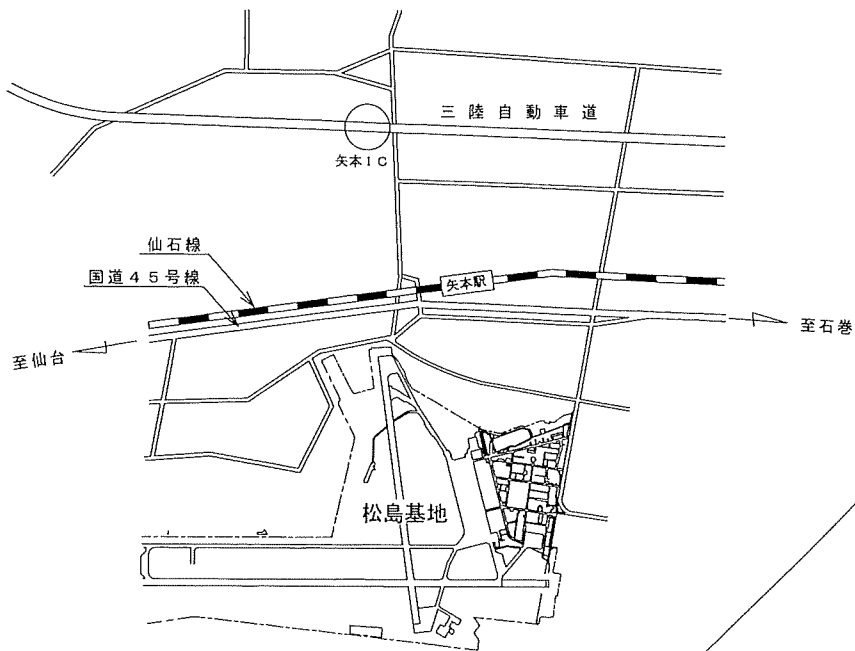 三陸自動車道
矢本IC
仙石線
国道45号線
矢本駅
至石巻
至仙台
松島基地